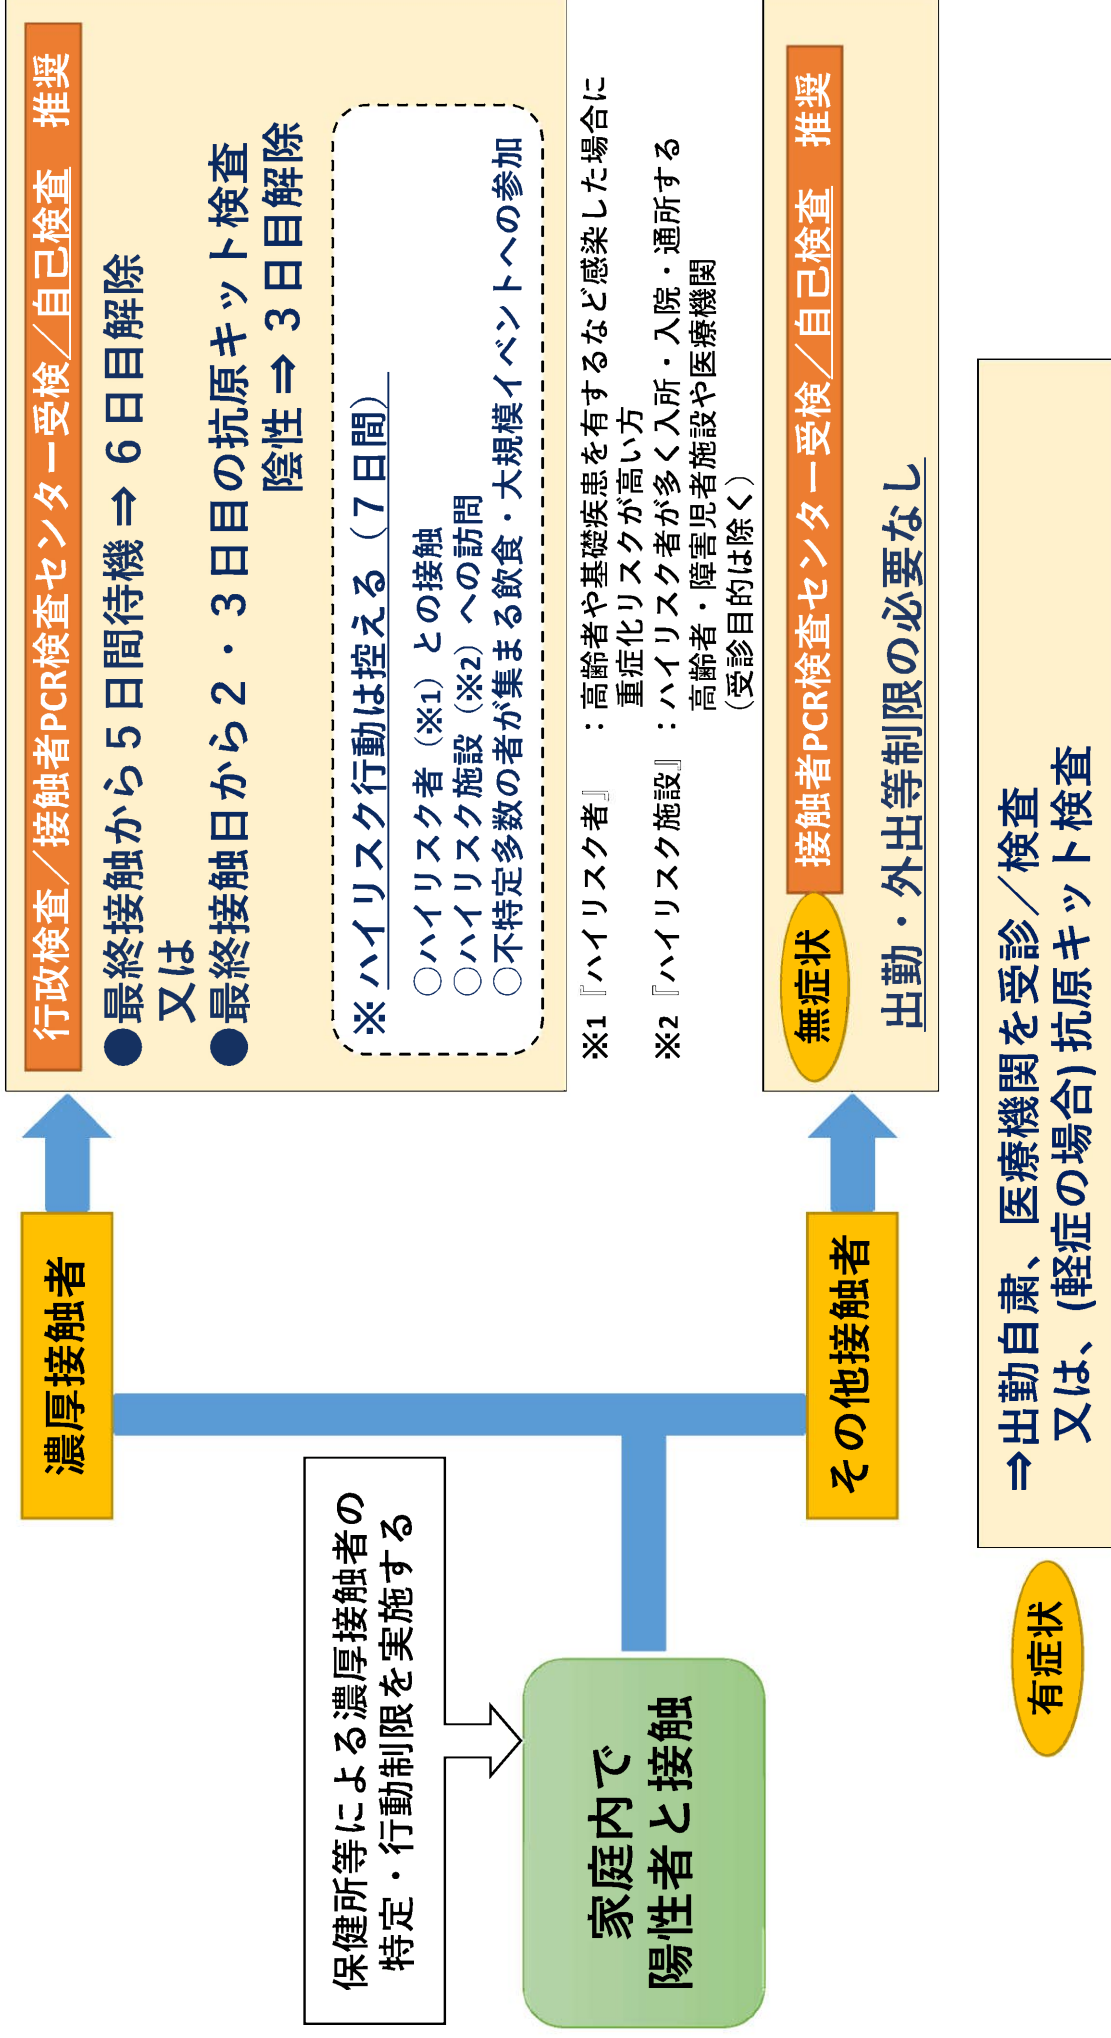 保健所等による濃厚接触者の
特定・行動制限を実施する
家庭内で
陽性者と接触
濃厚接触者
行政検査／接触者PCR検査センター受検／自己検査　推奨
●最終接触から５日間待機 ⇒ ６日目解除
又は
●最終接触日から２・３日目の抗原キット検査
陰性 ⇒ ３日目解除
※ハイリスク行動は控える（７日間）
○ハイリスク者（※1）との接触
○ハイリスク施設（※2）への訪問
○不特定多数の者が集まる飲食・大規模イベントへの参加
※1『ハイリスク者』　：高齢者や基礎疾患を有するなど感染した場合に
重症化リスクが高い方
※2『ハイリスク施設』：ハイリスク者が多く入所・入院・通所する
高齢者・障害児者施設や医療機関
（受診目的は除く）
その他接触者
無症状
接触者PCR検査センター受検／自己検査　推奨
出勤・外出等制限の必要なし
有症状
⇒出勤自粛、医療機関を受診／検査
又は、(軽症の場合)抗原キット検査